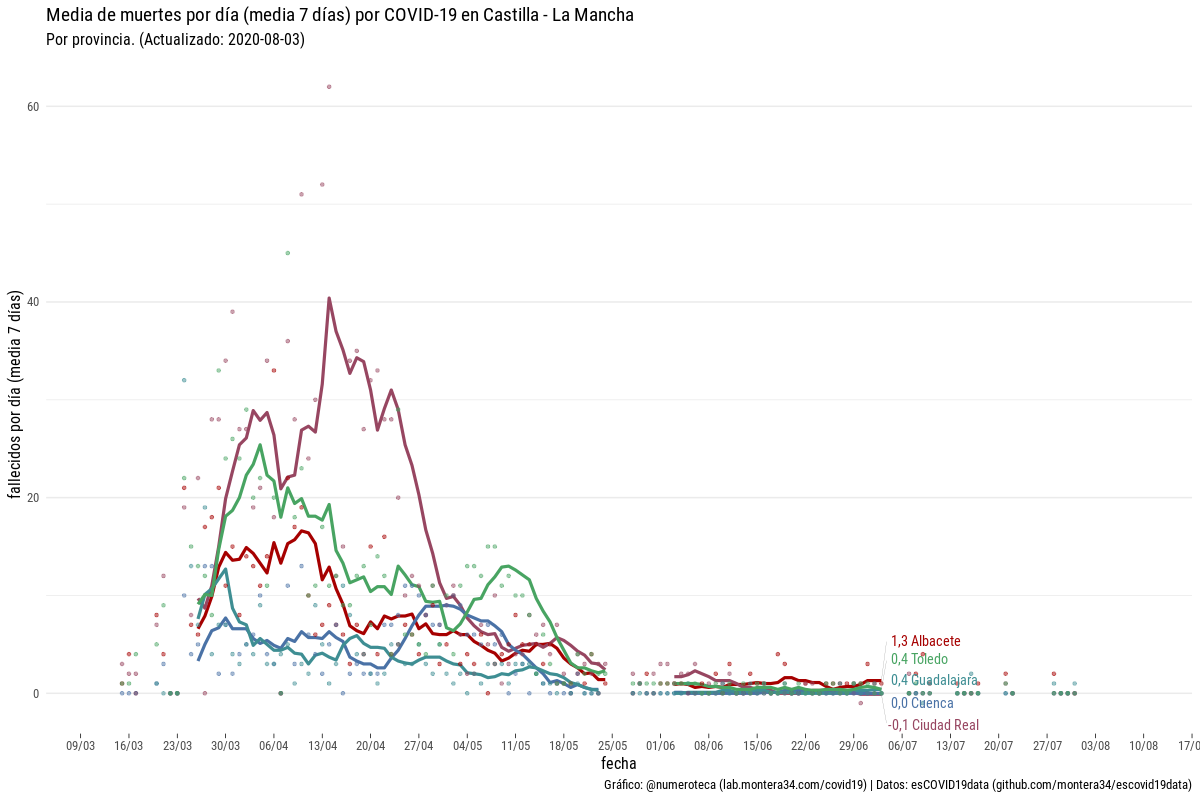 Media de muertes por día (media 7 días) por COVID-19 en Castilla - La Mancha
Por provincia. (Actualizado: 2020-08-03)
fallecidos por día (media 7 días)
60
40
20
0
1,3 Albacete
0,4 Toledo
0,4 Guadalajara
0,0 Cuenca
-0,1 Ciudad Real
09/03 16/03 23/03 30/03 06/04 13/04 20/04 27/04 04/05 11/05 18/05 25/05 01/06 08/06 15/06 22/06 29/06 06/07 13/07 20/07 27/07 03/08 10/08 17/0
fecha
Gráfico: @numeroteca (lab.montera34.com/covid19) | Datos: esCOVID19data (github.com/montera34/escovid19data)